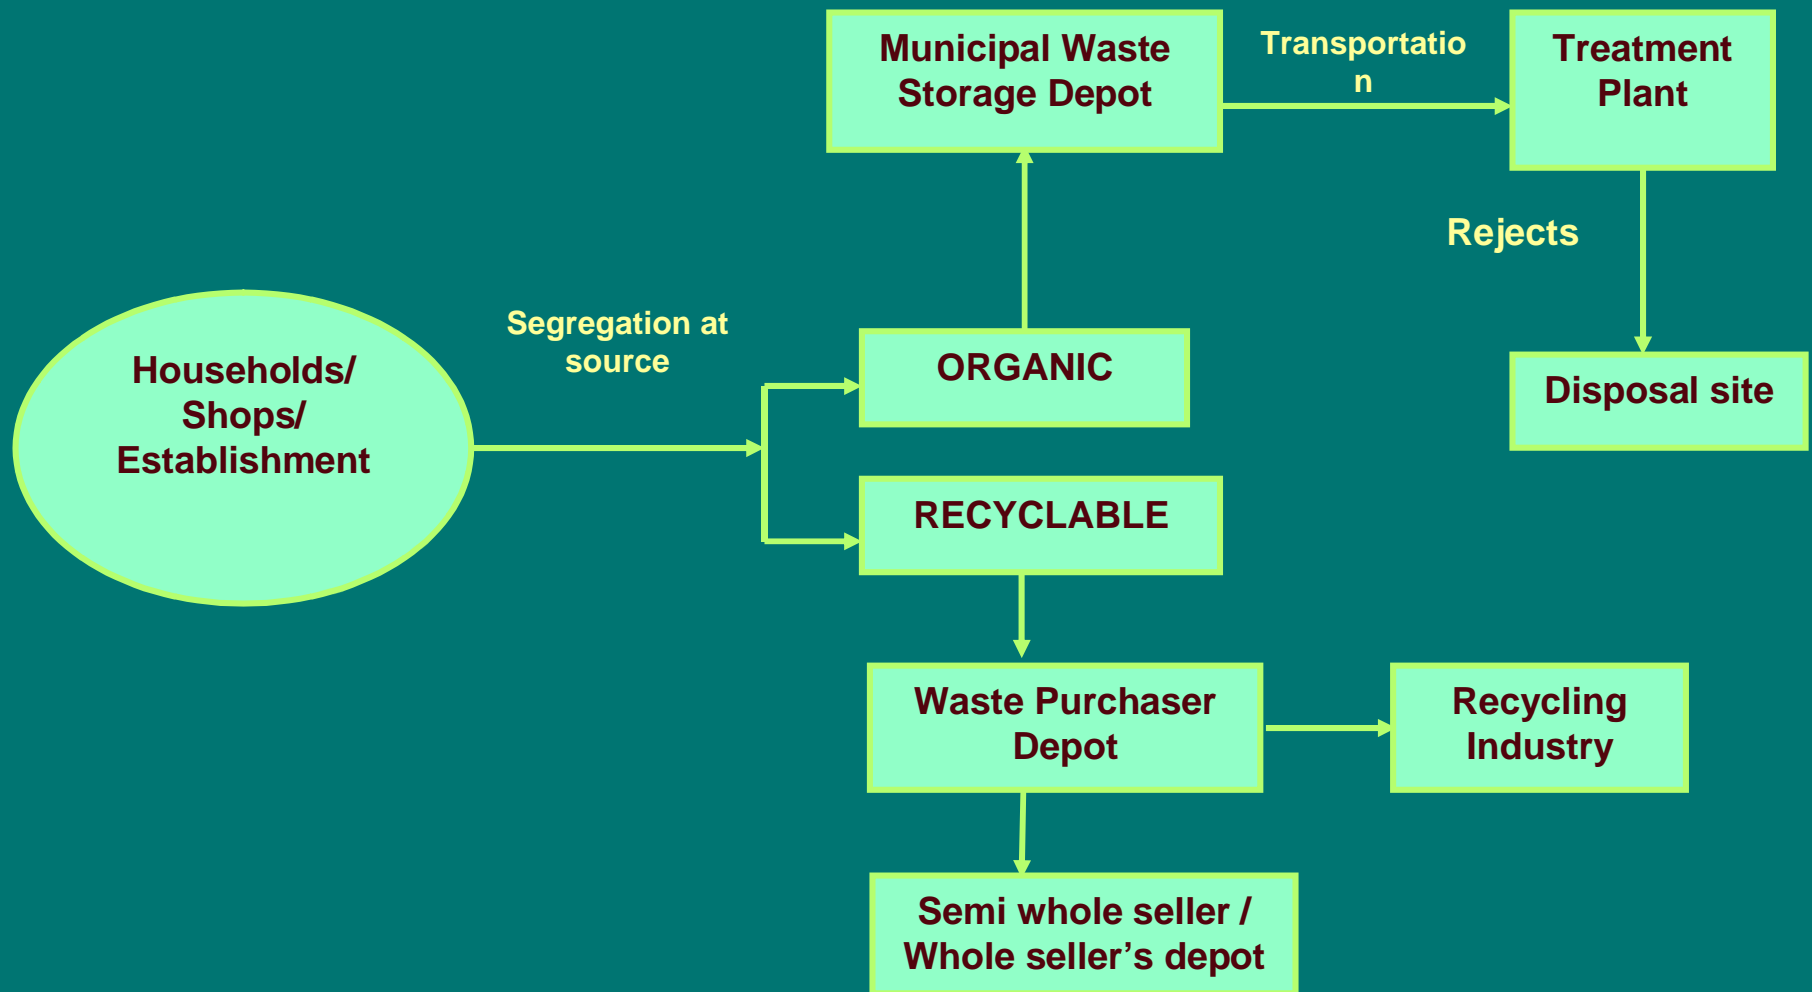 Municipal Waste
Storage Depot
Transportatio
n
Treatment
Plant
Rejects
Households/
Shops/
Establishment
Segregation at
source
ORGANIC
Disposal site
RECYCLABLE
Waste Purchaser
Depot
Recycling
Industry
Semi whole seller /
Whole seller’s depot